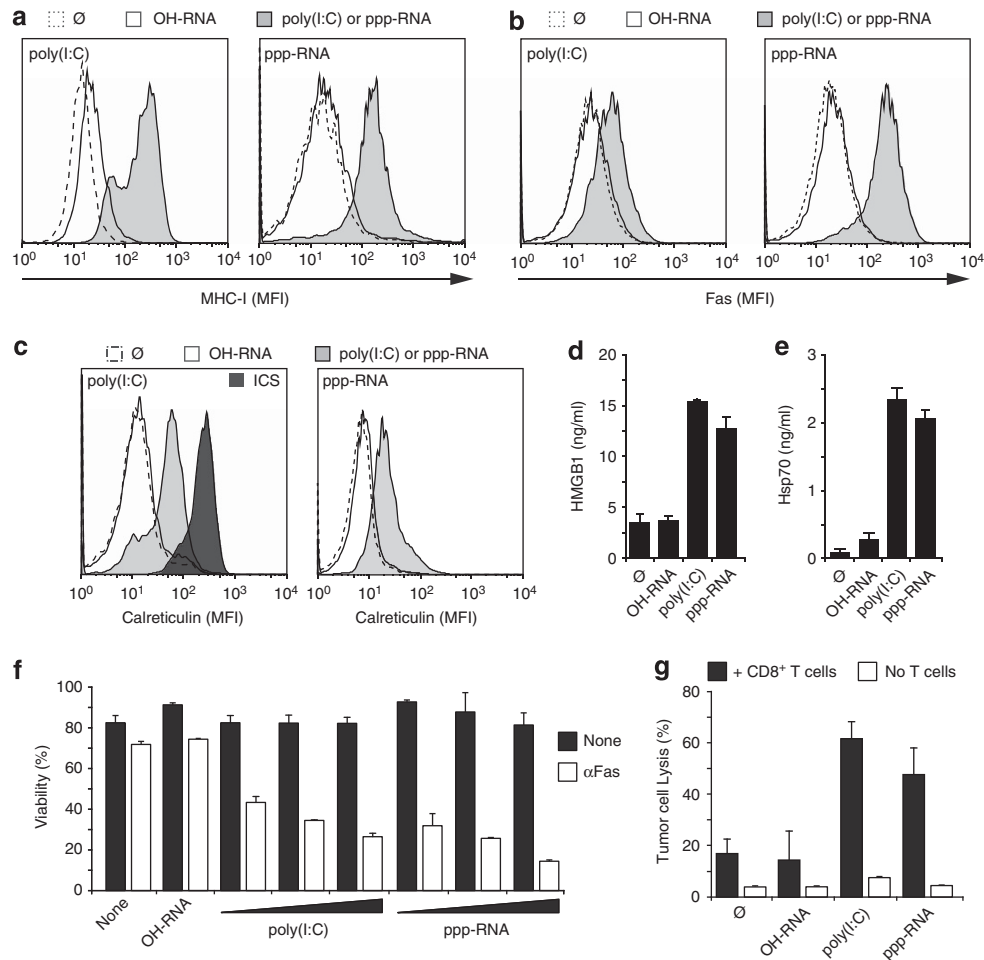 a
Ø OH-RNA poly(I:C) or ppp-RNA
poly(I:C)
ppp-RNA
10⁰ 10¹ 10² 10³ 10⁴
10⁰ 10¹ 10² 10³ 10⁴
MHC-I (MFI)
b
Ø OH-RNA poly(I:C) or ppp-RNA
poly(I:C)
ppp-RNA
10⁰ 10¹ 10² 10³ 10⁴
10⁰ 10¹ 10² 10³ 10⁴
Fas (MFI)
c
Ø OH-RNA poly(I:C) or ppp-RNA
poly(I:C)
ICS
ppp-RNA
10⁰ 10¹ 10² 10³ 10⁴
10⁰ 10¹ 10² 10³ 10⁴
Calreticulin (MFI)
Calreticulin (MFI)
d
HMGB1 (ng/ml)
20
15
10
5
0
Ø
OH-RNA
poly(I:C)
ppp-RNA
e
Hsp70 (ng/ml)
3
2
1
0
Ø
OH-RNA
poly(I:C)
ppp-RNA
f
Viability (%)
100
80
60
40
20
0
None
αFas
None
OH-RNA
poly(I:C)
ppp-RNA
g
+ CD8⁺ T cells
No T cells
Tumor cell Lysis (%)
80
60
40
20
0
Ø
OH-RNA
poly(I:C)
ppp-RNA